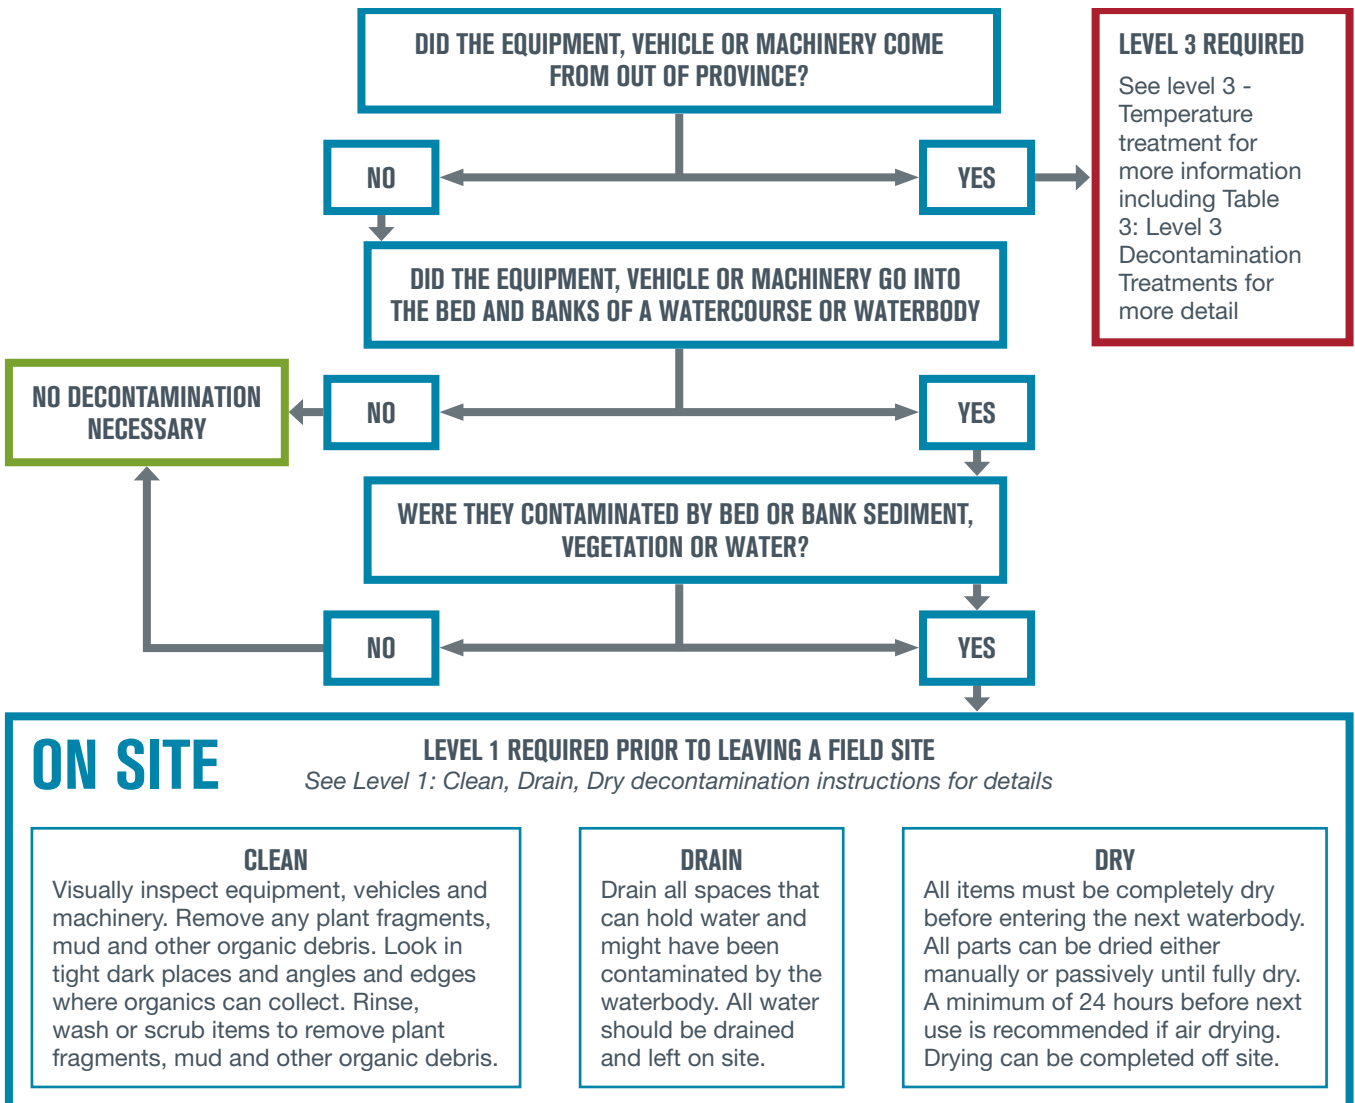 DID THE EQUIPMENT, VEHICLE OR MACHINERY COME
FROM OUT OF PROVINCE?
LEVEL 3 REQUIRED
See level 3 -
Temperature
treatment for
more information
including Table
3: Level 3
Decontamination
Treatments for
more detail
NO
YES
DID THE EQUIPMENT, VEHICLE OR MACHINERY GO INTO
THE BED AND BANKS OF A WATERCOURSE OR WATERBODY
NO DECONTAMINATION
NECESSARY
NO
YES
WERE THEY CONTAMINATED BY BED OR BANK SEDIMENT,
VEGETATION OR WATER?
NO
YES
ON SITE
LEVEL 1 REQUIRED PRIOR TO LEAVING A FIELD SITE
See Level 1: Clean, Drain, Dry decontamination instructions for details
CLEAN
Visually inspect equipment, vehicles and
machinery. Remove any plant fragments,
mud and other organic debris. Look in
tight dark places and angles and edges
where organics can collect. Rinse,
wash or scrub items to remove plant
fragments, mud and other organic debris.
DRAIN
Drain all spaces that
can hold water and
might have been
contaminated by the
waterbody. All water
should be drained
and left on site.
DRY
All items must be completely dry
before entering the next waterbody.
All parts can be dried either
manually or passively until fully dry.
A minimum of 24 hours before next
use is recommended if air drying.
Drying can be completed off site.